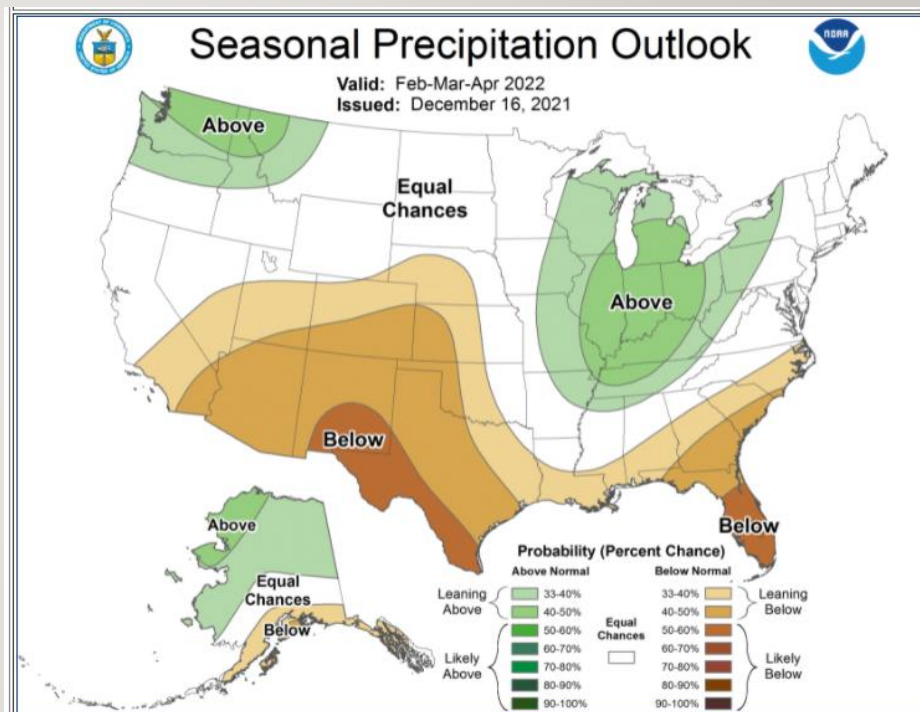 Seasonal Precipitation Outlook
NOAA
Valid: Feb-Mar-Apr 2022
Issued: December 16, 2021
Above
Equal
Chances
Above
Below
Below
Above
Equal
Chances
Below
Probability (Percent Chance)
Above Normal
Below Normal
Leaning
Above
33-40%
40-50%
Likely
Above
50-60%
60-70%
70-80%
80-90%
90-100%
Equal
Chances
33-40%
40-50%
Leaning
Below
50-60%
60-70%
70-80%
80-90%
90-100%
Likely
Below